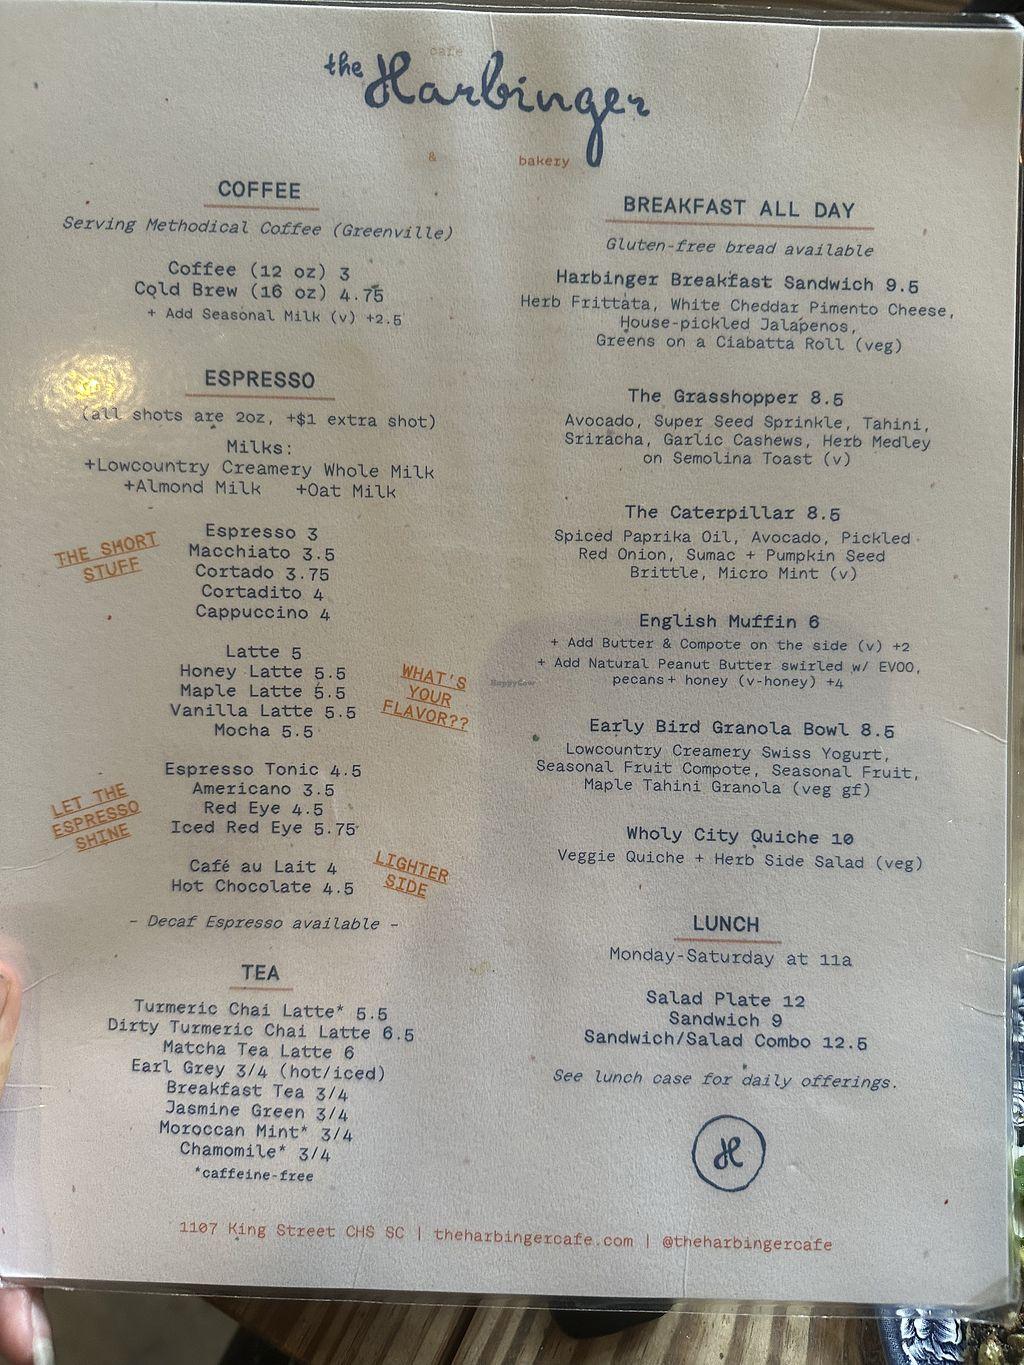 cafe
the Harbinger
& bakery
COFFEE
Serving Methodical Coffee (Greenville)
Coffee (12 oz) 3
Cold Brew (16 oz) 4.75
+ Add Seasonal Milk (v) +2.5
ESPRESSO
(all shots are 2oz, +$1 extra shot)
Milks:
+Lowcountry Creamery Whole Milk
+Almond Milk +Oat Milk
THE SHORT
STUFF
Espresso 3
Macchiato 3.5
Cortado 3.75
Cortadito 4
Cappuccino 4
Latte 5
Honey Latte 5.5
Maple Latte 5.5
Vanilla Latte 5.5
Mocha 5.5
WHAT'S
YOUR
FLAVOR??
Espresso Tonic 4.5
Americano 3.5
Red Eye 4.5
Iced Red Eye 5.75
LET THE
ESPRESSO
SHINE
Café au Lait 4
Hot Chocolate 4.5
LIGHTER
SIDE
- Decaf Espresso available -
TEA
Turmeric Chai Latte* 5.5
Dirty Turmeric Chai Latte 6.5
Matcha Tea Latte 6
Earl Grey 3/4 (hot/iced)
Breakfast Tea 3/4
Jasmine Green 3/4
Moroccan Mint* 3/4
Chamomile* 3/4
*caffeine-free
BREAKFAST ALL DAY
Gluten-free bread available
Harbinger Breakfast Sandwich 9.5
Herb Frittata, White Cheddar Pimento Cheese,
House-pickled Jalapenos,
Greens on a Ciabatta Roll (veg)
The Grasshopper 8.5
Avocado, Super Seed Sprinkle, Tahini,
Sriracha, Garlic Cashews, Herb Medley
on Semolina Toast (v)
The Caterpillar 8.5
Spiced Paprika Oil, Avocado, Pickled
Red Onion, Sumac + Pumpkin Seed
Brittle, Micro Mint (v)
English Muffin 6
+ Add Butter & Compote on the side (v) +2
+ Add Natural Peanut Butter swirled w/ EVOO,
pecans+ honey (v-honey) +4
HappyCow
Early Bird Granola Bowl 8.5
Lowcountry Creamery Swiss Yogurt,
Seasonal Fruit Compote, Seasonal Fruit,
Maple Tahini Granola (veg gf)
Wholy City Quiche 10
Veggie Quiche + Herb Side Salad (veg)
LUNCH
Monday-Saturday at 11a
Salad Plate 12
Sandwich 9
Sandwich/Salad Combo 12.5
See lunch case for daily offerings.
H
1107 King Street CHS SC | theharbingercafe.com | @theharbingercafe